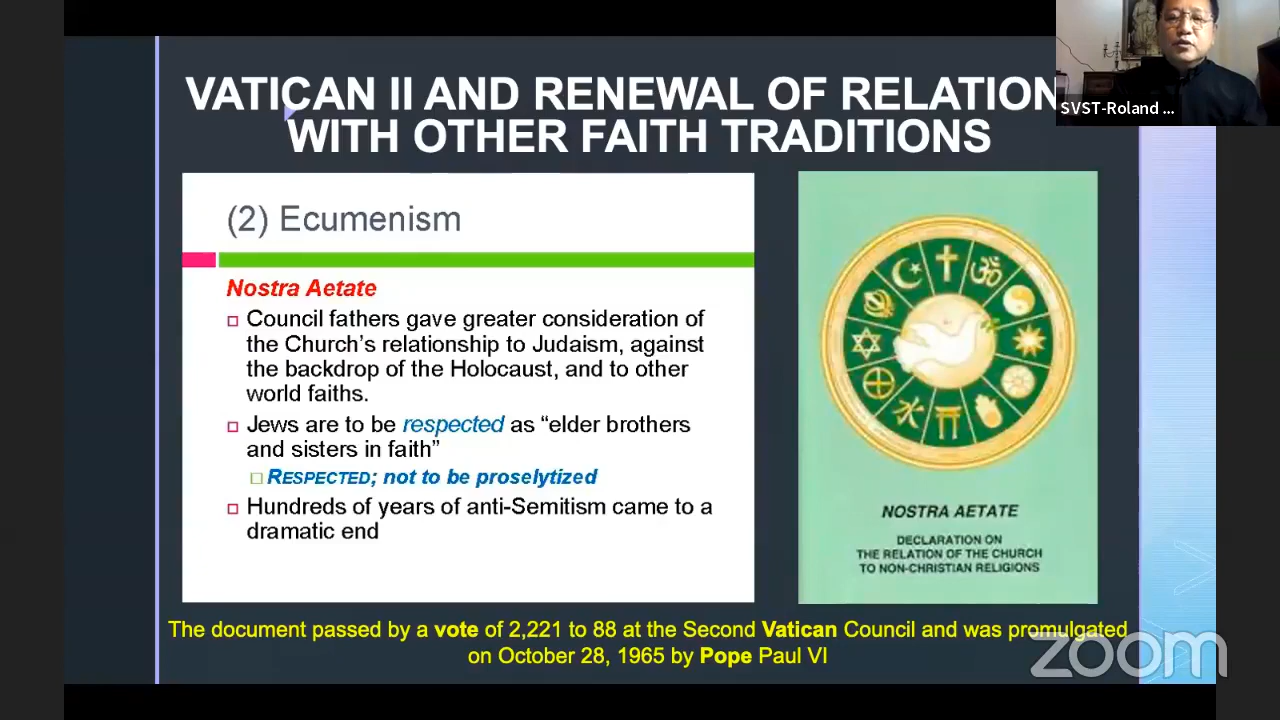 VATICAN II AND RENEWAL OF RELATION
WITH OTHER FAITH TRADITIONS
SVST-Roland ...
(2) Ecumenism
Nostra Aetate
Council fathers gave greater consideration of
the Church's relationship to Judaism, against
the backdrop of the Holocaust, and to other
world faiths.
Jews are to be respected as “elder brothers
and sisters in faith”
RESPECTED; not to be proselytized
Hundreds of years of anti-Semitism came to a
dramatic end
NOSTRA AETATE
DECLARATION ON
THE RELATION OF THE CHURCH
TO NON-CHRISTIAN RELIGIONS
The document passed by a vote of 2,221 to 88 at the Second Vatican Council and was promulgated
on October 28, 1965 by Pope Paul VI
zoom